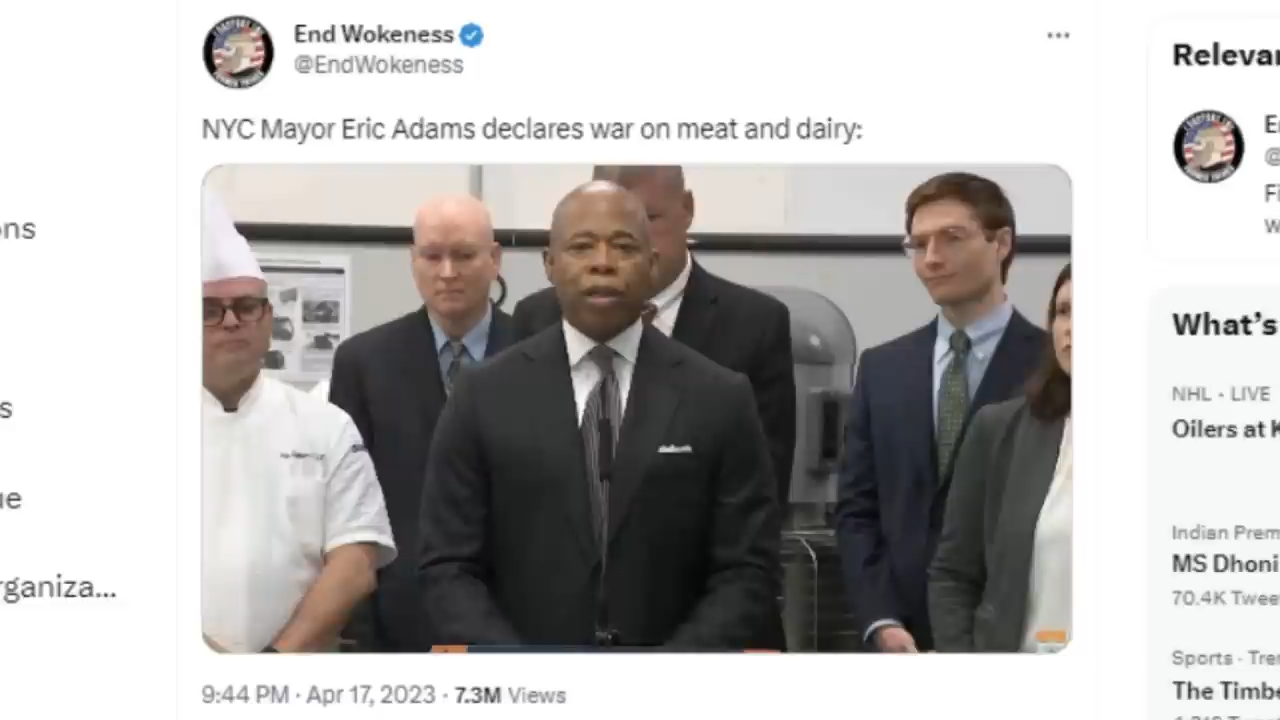 End Wokeness
@EndWokeness
NYC Mayor Eric Adams declares war on meat and dairy:
9:44 PM · Apr 17, 2023 · 7.3M Views
ons
s
ue
rganiza...
Relevan
En
@
Fi
W
What's
NHL · LIVE
Oilers at K
Indian Prem
MS Dhoni
70.4K Twee
Sports · Tre
The Timbe